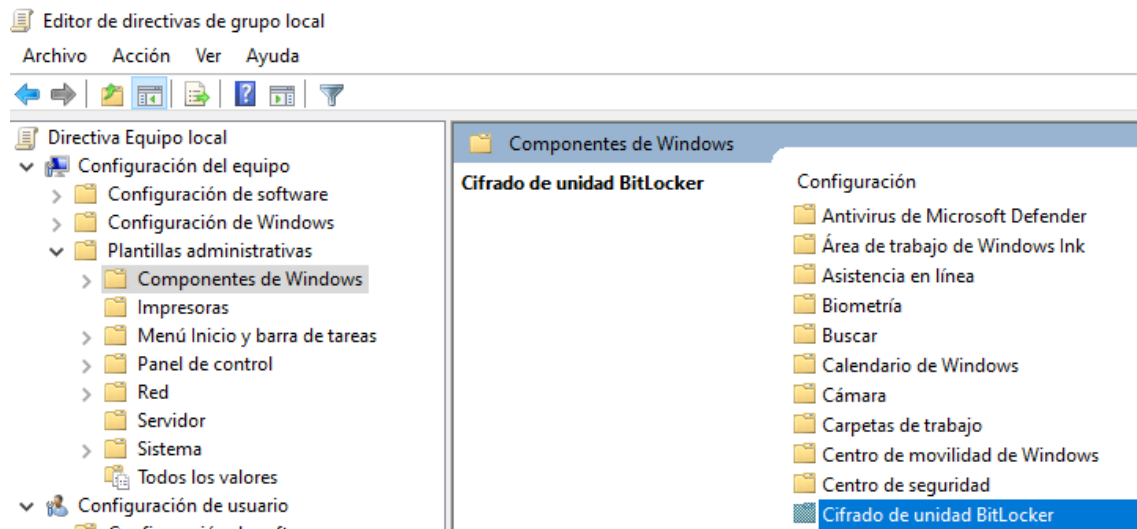 Editor de directivas de grupo local
Archivo Acción Ver Ayuda
Directiva Equipo local
Configuración del equipo
Configuración de software
Configuración de Windows
Plantillas administrativas
Componentes de Windows
Impresoras
Menú Inicio y barra de tareas
Panel de control
Red
Servidor
Sistema
Todos los valores
Configuración de usuario
Componentes de Windows
Cifrado de unidad BitLocker
Configuración
Antivirus de Microsoft Defender
Área de trabajo de Windows Ink
Asistencia en línea
Biometría
Buscar
Calendario de Windows
Cámara
Carpetas de trabajo
Centro de movilidad de Windows
Centro de seguridad
Cifrado de unidad BitLocker